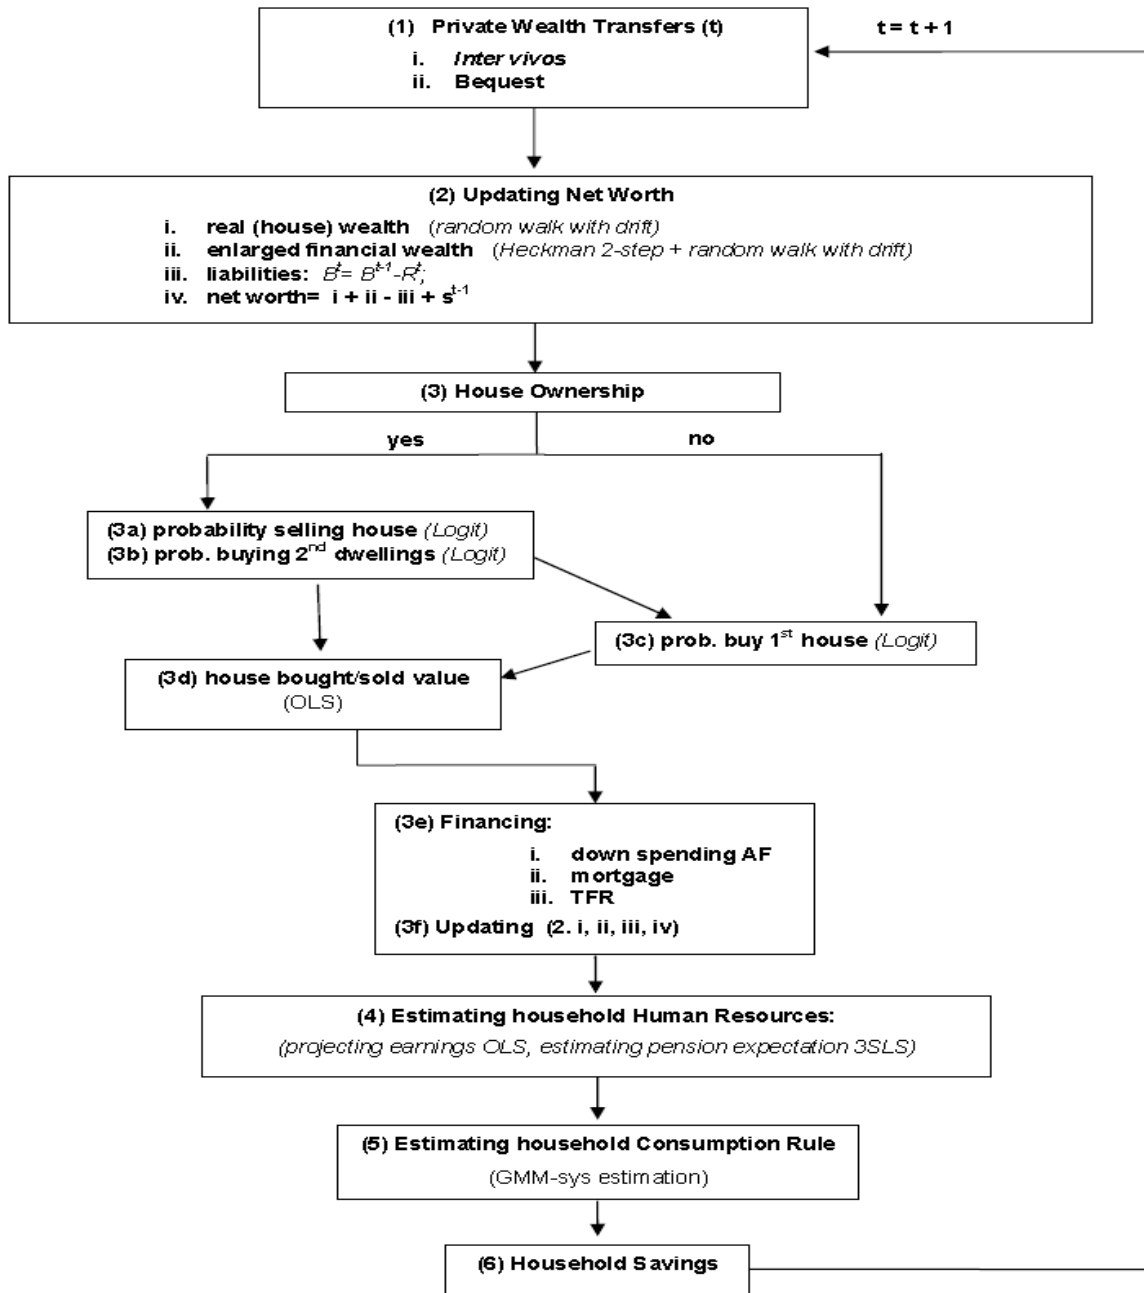 (1) Private Wealth Transfers (t)
t = t + 1
i. Inter vivos
ii. Bequest
(2) Updating Net Worth
i. real (house) wealth (random walk with drift)
ii. enlarged financial wealth (Heckman 2-step + random walk with drift)
iii. liabilities: B^t = B^t-1 - R^t;
iv. net worth= i + ii - iii + s^t-1
(3) House Ownership
yes
no
(3a) probability selling house (Logit)
(3b) prob. buying 2nd dwellings (Logit)
(3c) prob. buy 1st house (Logit)
(3d) house bought/sold value
(OLS)
(3e) Financing:
i. down spending AF
ii. mortgage
iii. TFR
(3f) Updating (2. i, ii, iii, iv)
(4) Estimating household Human Resources:
(projecting earnings OLS, estimating pension expectation 3SLS)
(5) Estimating household Consumption Rule
(GMM-sys estimation)
(6) Household Savings